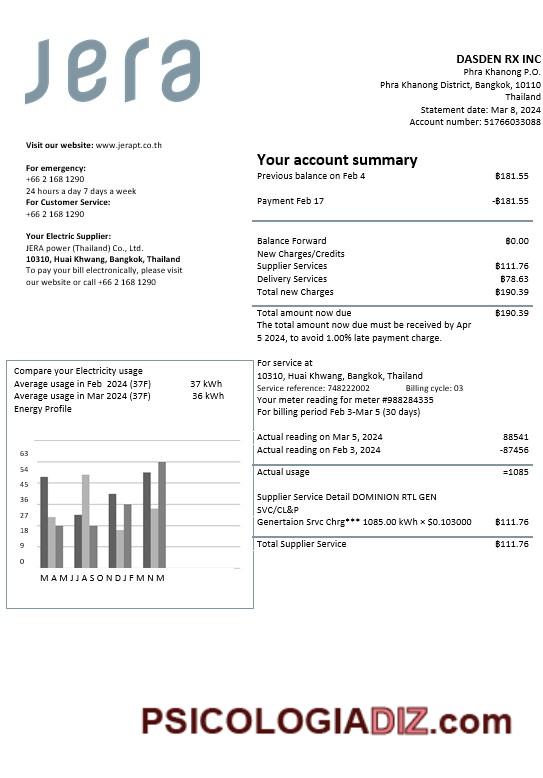 jera
DASDEN RX INC
Phra Khanong P.O.
Phra Khanong District, Bangkok, 10110
Thailand
Statement date: Mar 8, 2024
Account number: 51766033088
Visit our website: www.jerapt.co.th
For emergency:
+66 2 168 1290
24 hours a day 7 days a week
For Customer Service:
+66 2 168 1290
Your Electric Supplier:
JERA power (Thailand) Co., Ltd.
10310, Huai Khwang, Bangkok, Thailand
To pay your bill electronically, please visit
our website or call +66 2 168 1290
Your account summary
Previous balance on Feb 4 ฿181.55
Payment Feb 17 -฿181.55
Balance Forward ฿0.00
New Charges/Credits
Supplier Services ฿111.76
Delivery Services ฿78.63
Total new Charges ฿190.39
Total amount now due ฿190.39
The total amount now due must be received by Apr
5 2024, to avoid 1.00% late payment charge.
For service at
10310, Huai Khwang, Bangkok, Thailand
Service reference: 748222002 Billing cycle: 03
Your meter reading for meter #988284335
For billing period Feb 3-Mar 5 (30 days)
Actual reading on Mar 5, 2024 88541
Actual reading on Feb 3, 2024 -87456
Actual usage =1085
Supplier Service Detail DOMINION RTL GEN
SVC/CL&P
Genertaion Srvc Chrg*** 1085.00 kWh × $0.103000 ฿111.76
Total Supplier Service ฿111.76
Compare your Electricity usage
Average usage in Feb 2024 (37F) 37 kWh
Average usage in Mar 2024 (37F) 36 kWh
Energy Profile
63
54
45
36
27
18
9
0
M A M J J A S O N D J F M N M
PSICOLOGIADIZ.com